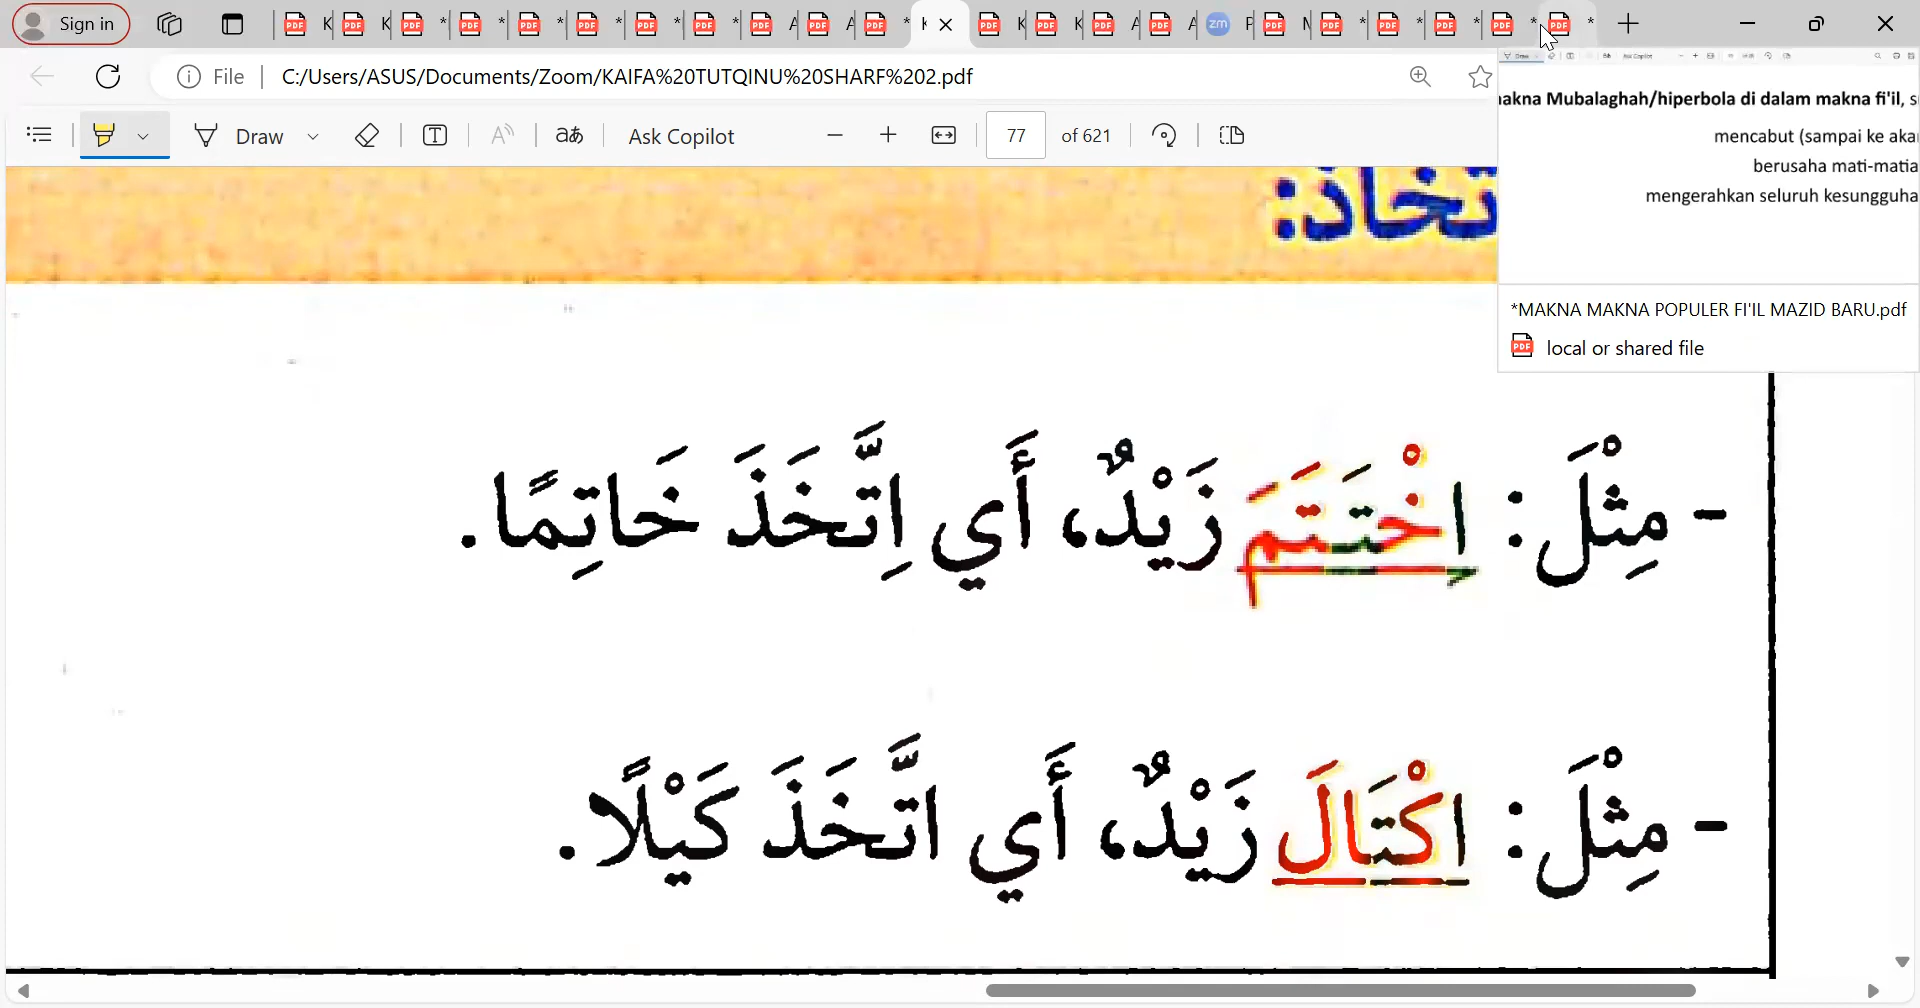 Sign in
File
C:/Users/ASUS/Documents/Zoom/KAIFA%20TUTQINU%20SHARF%202.pdf
Draw
Ask Copilot
77 of 621
akna Mubalaghah/hiperbola di dalam makna fi'il, s
mencabut (sampai ke aka
berusaha mati-matia
mengerahkan seluruh kesungguha
*MAKNA MAKNA POPULER FI'IL MAZID BARU.pdf
local or shared file
تخاذ:
- مِثْلَ: اِخْتَتَمَ زَيْدٌ، أَي اِتَّخَذَ خَاتِمًا.
- مِثْلَ: اكْتَالَ زَيْدٌ، أَي اتَّخَذَ كَيْلًا.